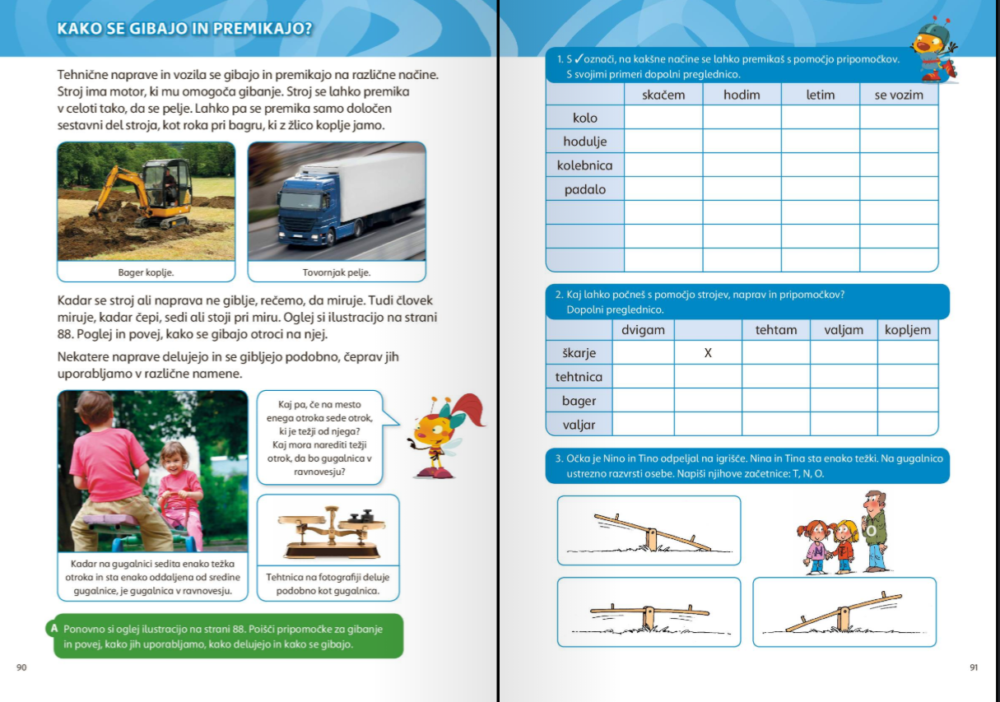 KAKO SE GIBAJO IN PREMIKAJO?
Tehnične naprave in vozila se gibajo in premikajo na različne načine.
Stroj ima motor, ki mu omogoča gibanje. Stroj se lahko premika
v celoti tako, da se pelje. Lahko pa se premika samo določen
sestavni del stroja, kot roka pri bagru, ki z žlico koplje jamo.
Bager koplje.
Tovornjak pelje.
Kadar se stroj ali naprava ne giblje, rečemo, da miruje. Tudi človek
miruje, kadar čepi, sedi ali stoji pri miru. Oglej si ilustracijo na strani
88. Poglej in povej, kako se gibajo otroci na njej.
Nekatere naprave delujejo in se gibljejo podobno, čeprav jih
uporabljamo v različne namene.
Kaj pa, če na mesto
enega otroka sede otrok,
ki je težji od njega?
Kaj mora narediti težji
otrok, da bo gugalnica v
ravnovesju?
Kadar na gugalnici sedita enako težka
otroka in sta enako oddaljena od sredine
gugalnice, je gugalnica v ravnovesju.
Tehtnica na fotografiji deluje
podobno kot gugalnica.
A Ponovno si oglej ilustracijo na strani 88. Poišči pripomočke za gibanje
in povej, kako jih uporabljamo, kako delujejo in kako se gibajo.
90
1. S ✓ označi, na kakšne načine se lahko premikaš s pomočjo pripomočkov.
S svojimi primeri dopolni preglednico.
skačem hodim letim se vozim
kolo
hodulje
kolebnica
padalo
2. Kaj lahko počneš s pomočjo strojev, naprav in pripomočkov?
Dopolni preglednico.
dvigam tehtam valjam kopljem
škarje X
tehtnica
bager
valjar
3. Očka je Nino in Tino odpeljal na igrišče. Nina in Tina sta enako težki. Na gugalnico
ustrezno razvrsti osebe. Napiši njihove začetnice: T, N, O.
N T O
91